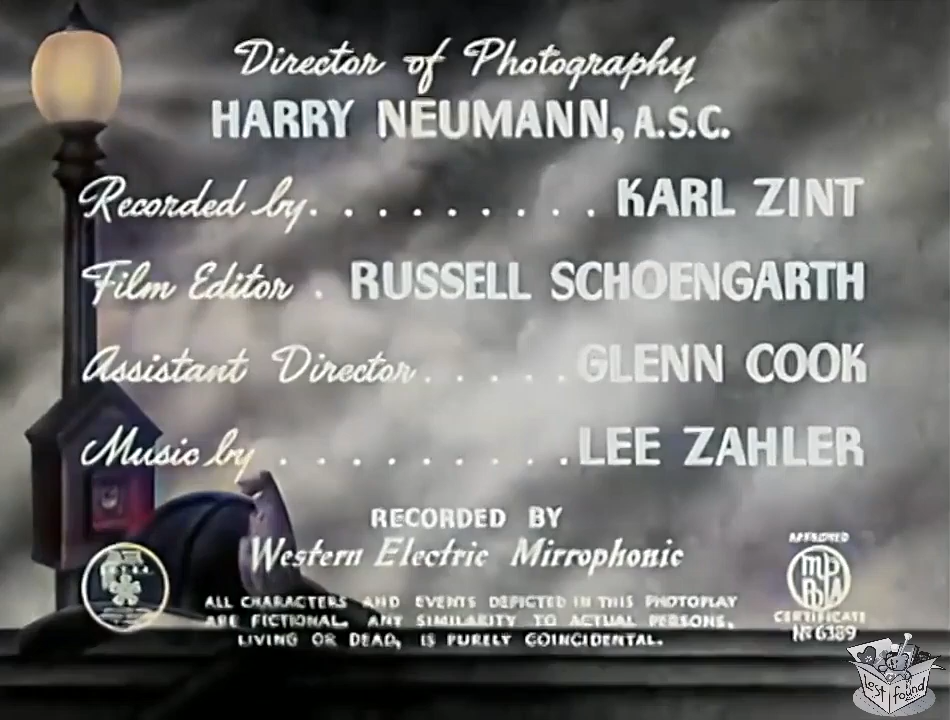 Director of Photography
HARRY NEUMANN, A.S.C.
Recorded by. . . . . . . . . . KARL ZINT
Film Editor . RUSSELL SCHOENGARTH
Assistant Director. . . . . . GLENN COOK
Music by . . . . . . . . . . LEE ZAHLER
RECORDED BY
Western Electric Mirrophonic
ALL CHARACTERS AND EVENTS DEPICTED IN THIS PHOTOPLAY
ARE FICTIONAL. ANY SIMILARITY TO ACTUAL PERSONS,
LIVING OR DEAD, IS PURELY COINCIDENTAL.
APPROVED
MPPDA
CERTIFICATE
Nº 6389
Lost found